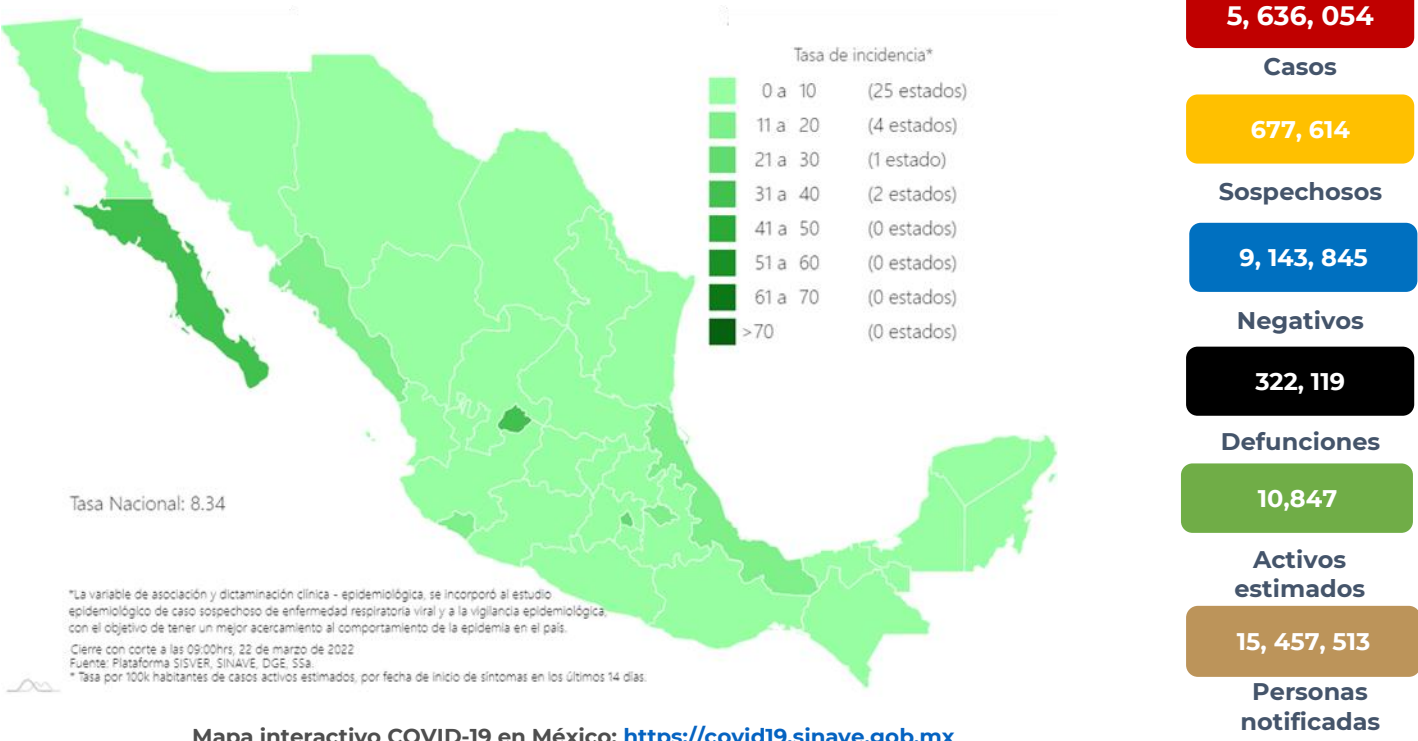 Tasa de incidencia*
0 a 10 (25 estados)
11 a 20 (4 estados)
21 a 30 (1 estado)
31 a 40 (2 estados)
41 a 50 (0 estados)
51 a 60 (0 estados)
61 a 70 (0 estados)
>70 (0 estados)
Tasa Nacional: 8.34
*La variable de asociación y dictaminación clínica - epidemiológica, se incorporó al estudio
epidemiológico de caso sospechoso de enfermedad respiratoria viral y a la vigilancia epidemiológica,
con el objetivo de tener un mejor acercamiento al comportamiento de la epidemia en el país.
Cierre con corte a las 09:00hrs, 22 de marzo de 2022
Fuente: Plataforma SISVER, SINAVE, DGE, SSa.
* Tasa por 100k habitantes de casos activos estimados, por fecha de inicio de síntomas en los últimos 14 días.
Mapa interactivo COVID-19 en México: https://covid19.sinave.gob.mx
5, 636, 054
Casos
677, 614
Sospechosos
9, 143, 845
Negativos
322, 119
Defunciones
10,847
Activos
estimados
15, 457, 513
Personas
notificadas